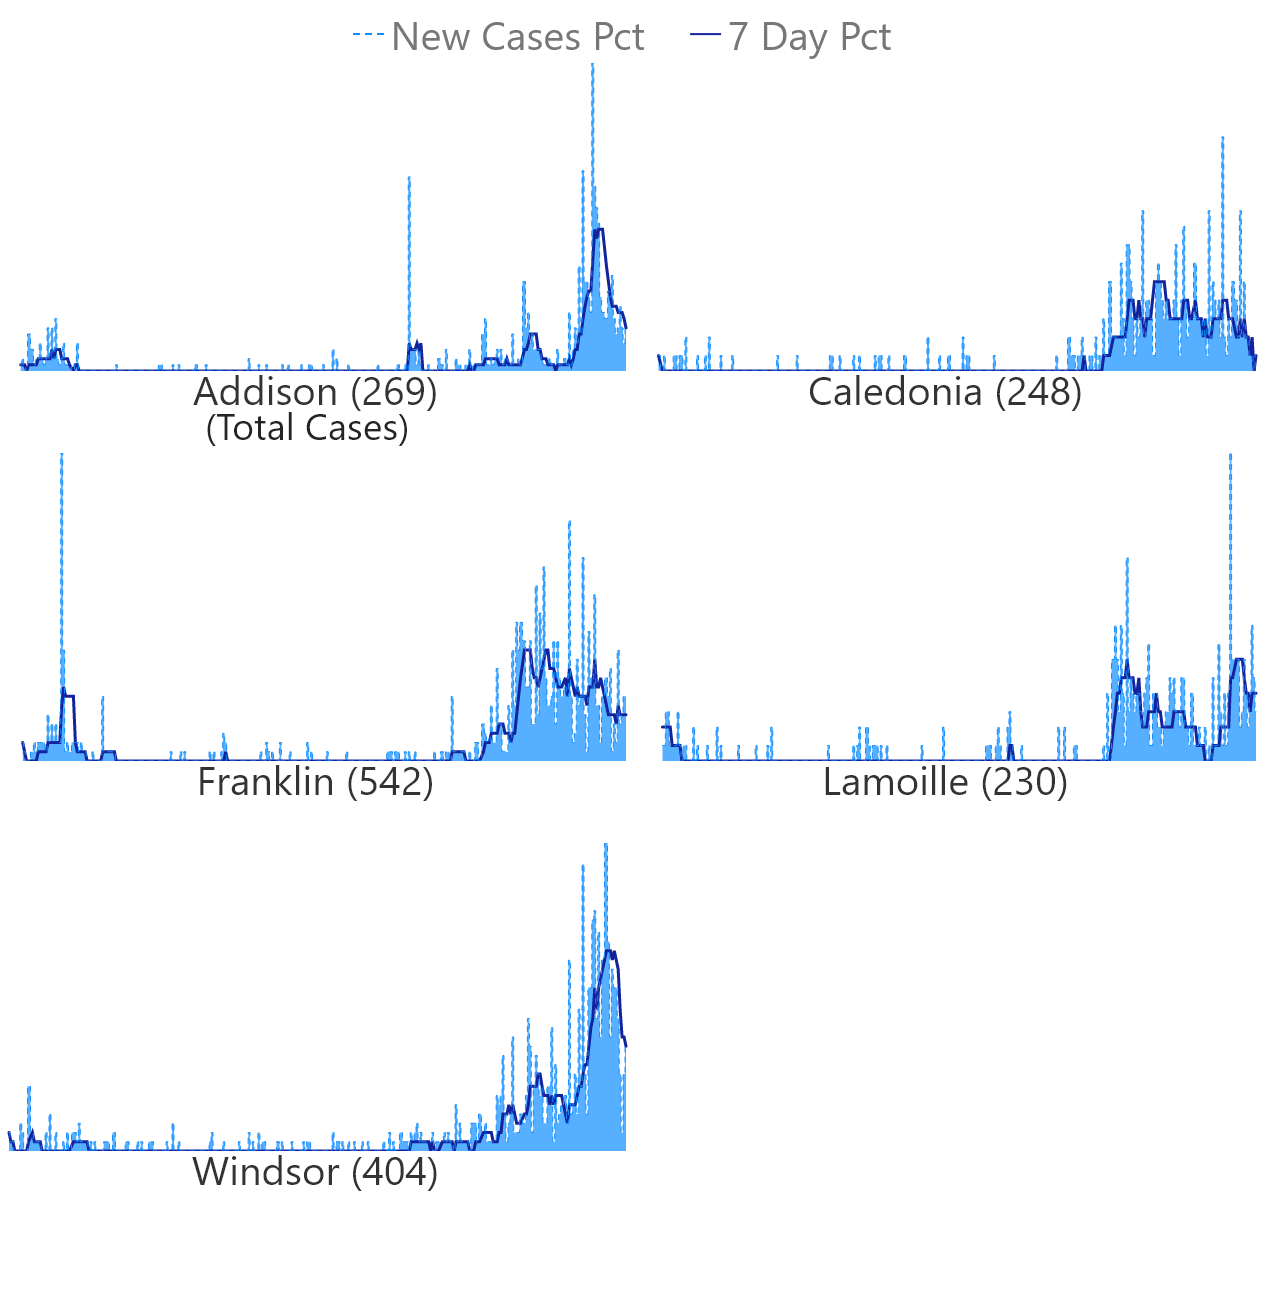 New Cases Pct 7 Day Pct
Addison (269) Caledonia (248)
(Total Cases)
Franklin (542) Lamoille (230)
Windsor (404)